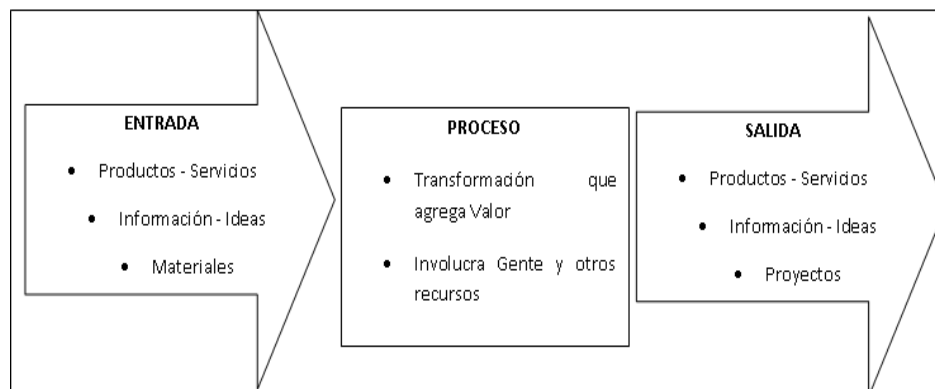 ENTRADA
• Productos - Servicios
• Información - Ideas
• Materiales
PROCESO
• Transformación que
agrega Valor
• Involucra Gente y otros
recursos
SALIDA
• Productos - Servicios
• Información - Ideas
• Proyectos